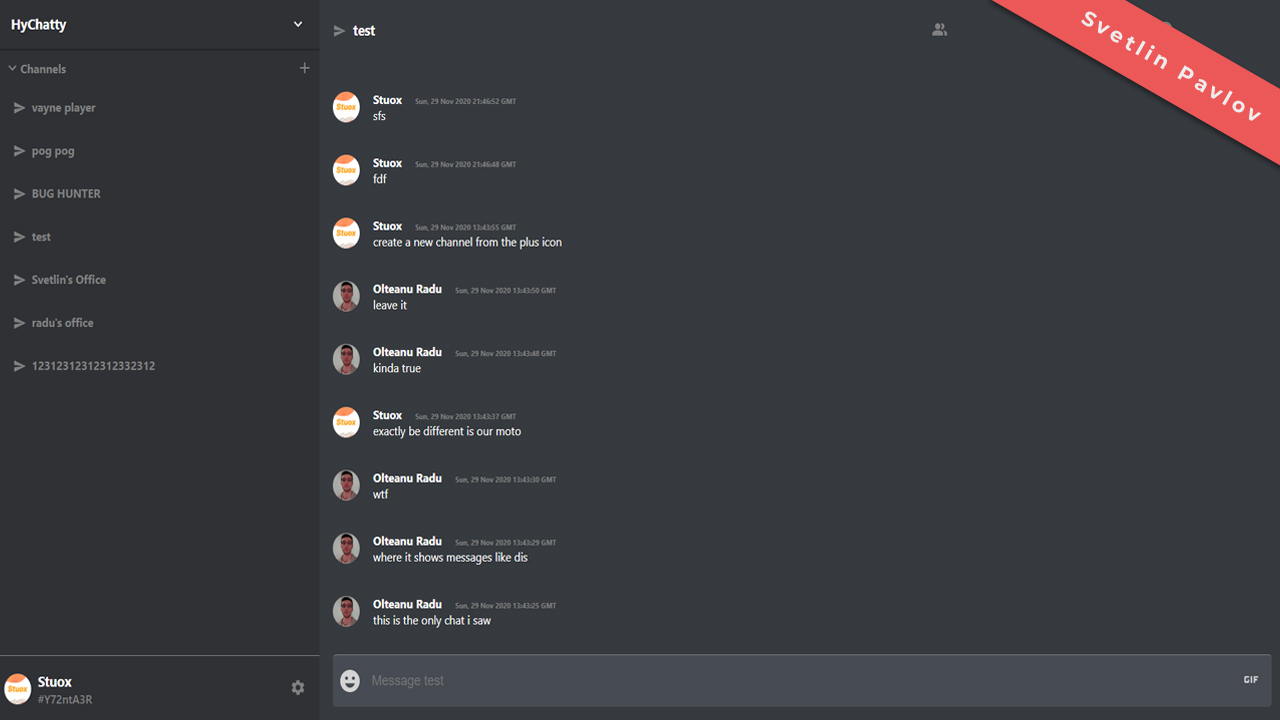 HyChatty
Channels
vayne player
pog pog
BUG HUNTER
test
Svetlin's Office
radu's office
12312312312312332312
Stuox
#Y72ntA3R
test
Svetlin Pavlov
Stuox Sun, 29 Nov 2020 21:46:52 GMT
sfs
Stuox Sun, 29 Nov 2020 21:46:48 GMT
fdf
Stuox Sun, 29 Nov 2020 13:43:55 GMT
create a new channel from the plus icon
Olteanu Radu Sun, 29 Nov 2020 13:43:50 GMT
leave it
Olteanu Radu Sun, 29 Nov 2020 13:43:48 GMT
kinda true
Stuox Sun, 29 Nov 2020 13:43:37 GMT
exactly be different is our moto
Olteanu Radu Sun, 29 Nov 2020 13:43:30 GMT
wtf
Olteanu Radu Sun, 29 Nov 2020 13:43:29 GMT
where it shows messages like dis
Olteanu Radu Sun, 29 Nov 2020 13:43:25 GMT
this is the only chat i saw
Message test
GIF